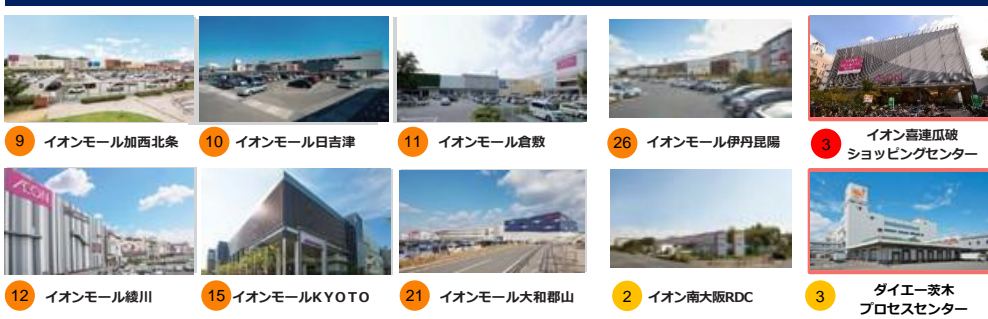 9 イオンモール加西北条
10 イオンモール日吉津
11 イオンモール倉敷
26 イオンモール伊丹昆陽
3 イオン喜連瓜破
ショッピングセンター
ÆON
12 イオンモール綾川
15 イオンモールKYOTO
21 イオンモール大和郡山
2 イオン南大阪RDC
3 ダイエー茨木
プロセスセンター